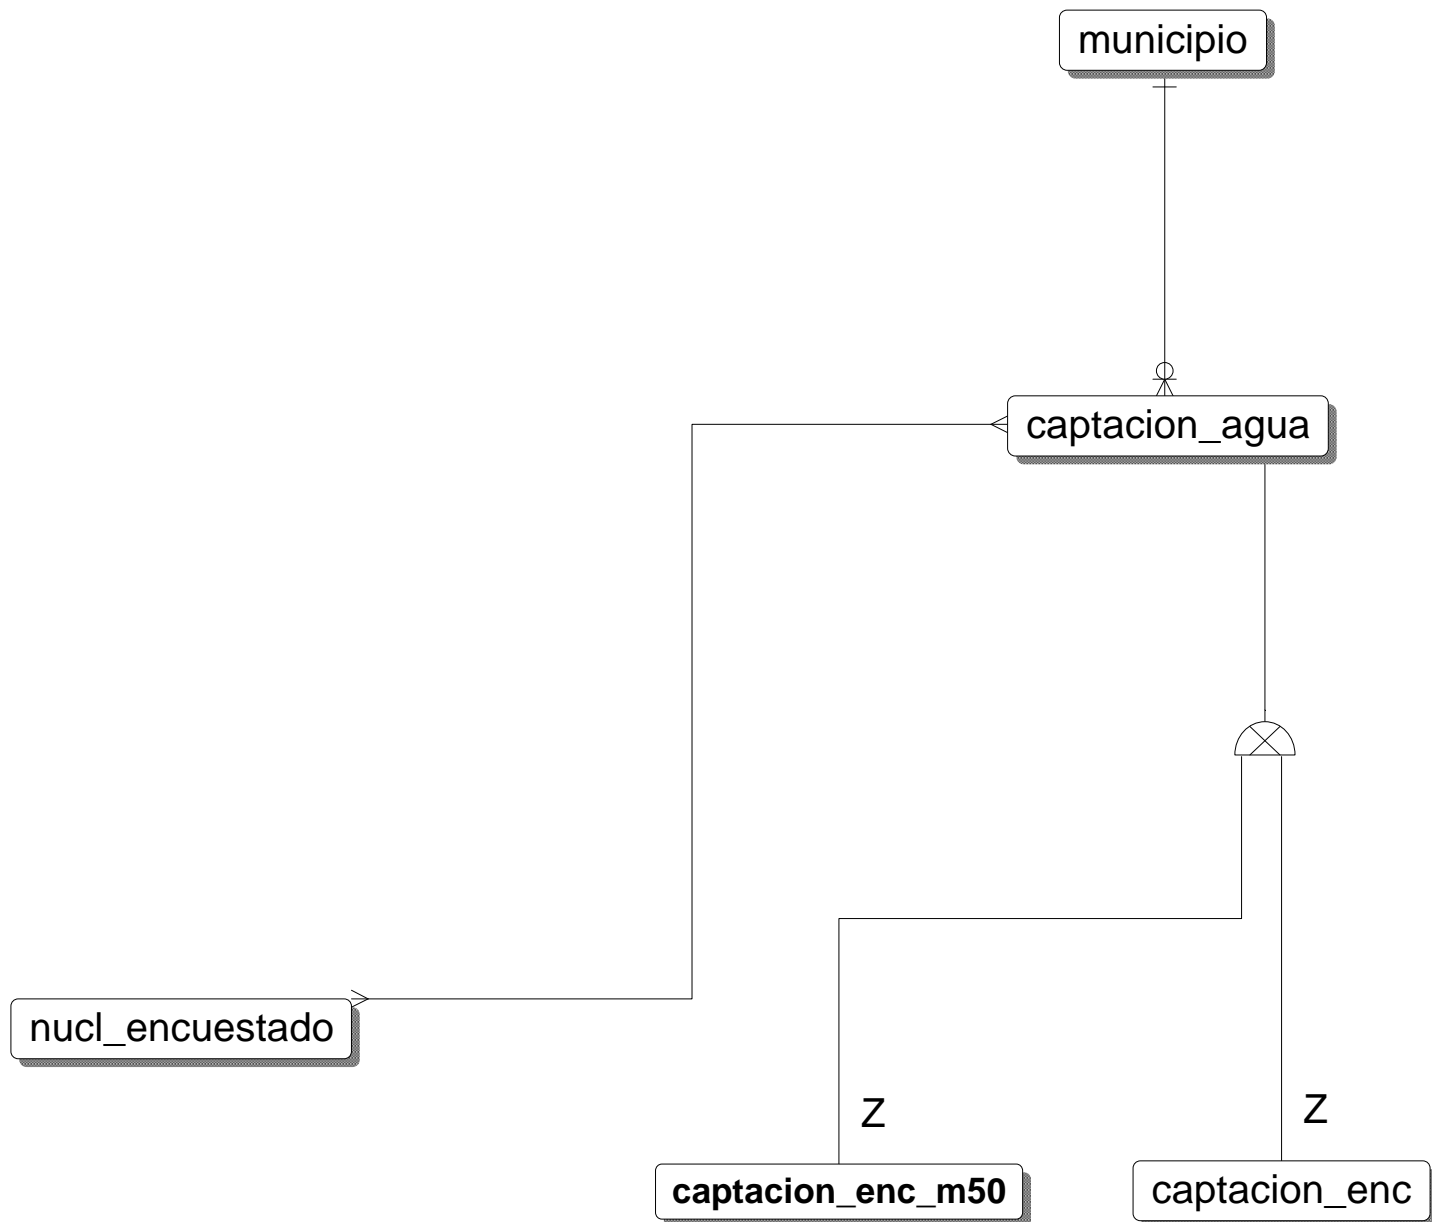 municipio
captacion_agua
nucl_encuestado
Z
Z
captacion_enc_m50
captacion_enc